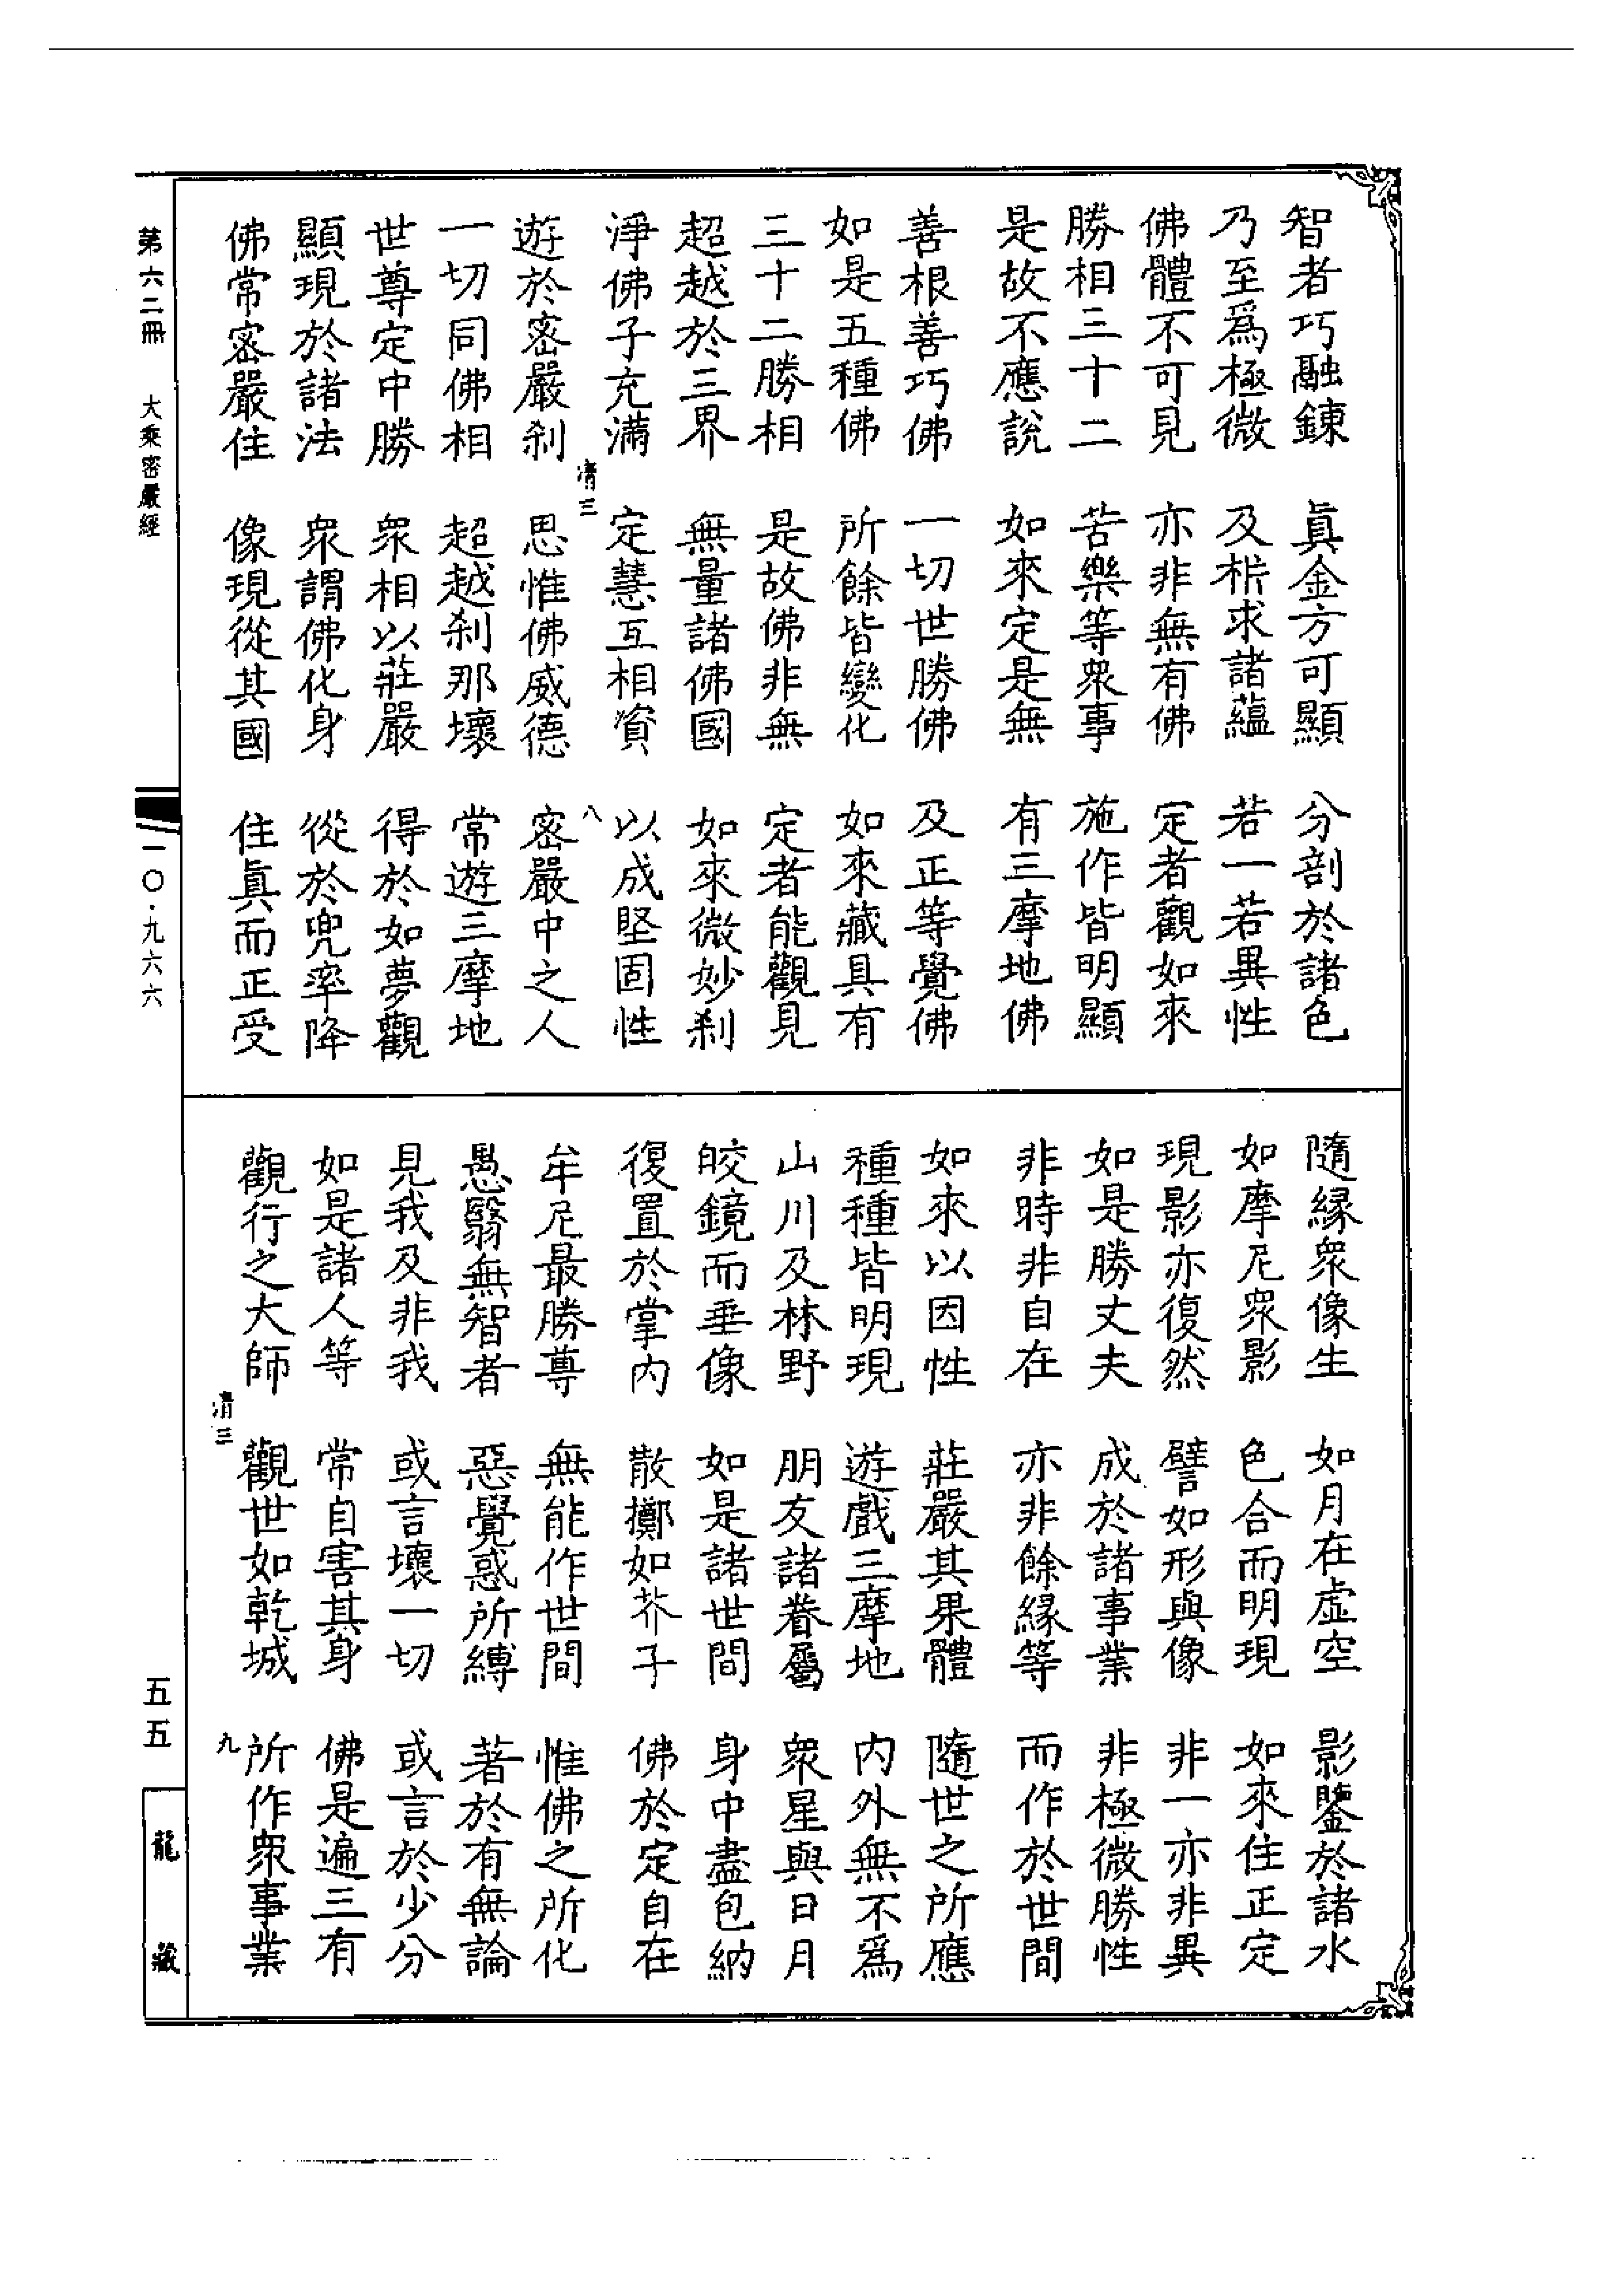 智者巧融鍊　眞金方可顯　分剖於諸色
乃至爲極微　及析求諸蘊　若一若異性
佛體不可見　亦非無有佛　定者觀如來
勝相三十二　苦樂等衆事　施作皆明顯
是故不應說　如來定是無　有三摩地佛
善根善巧佛　一切世勝佛　及正等覺佛
如是五種佛　所餘皆變化　如來藏具有
三十二勝相　是故佛非無　定者能觀見
超越於三界　無量諸佛國　如來微妙刹
淨佛子充滿　定慧互相資　以成堅固性
清三　八
遊於密嚴刹　思惟佛威德　密嚴中之人
一切同佛相　超越刹那壞　常遊三摩地
世尊定中勝　衆相以莊嚴　得於如夢觀
顯現於諸法　衆謂佛化身　從於兜率降
佛常密嚴住　像現從其國　住眞而正受
隨緣衆像生　如月在虛空　影鑒於諸水
如摩尼衆影　色合而明現　如來住正定
現影亦復然　譬如形與像　非一亦非異
如是勝丈夫　成於諸事業　非極微勝性
非時非自在　亦非餘緣等　而作於世間
如來以因性　莊嚴其果體　隨世之所應
種種皆明現　遊戲三摩地　內外無不爲
山川及林野　朋友諸眷屬　衆星與日月
皎鏡而垂像　如是諸世間　身中盡包納
復置於掌內　散擲如芥子　佛於定自在
牟尼最勝尊　無能作世間　惟佛之所化
愚翳無智者　惡覺惑所縛　著於有無論
見我及非我　或言壞一切　或言於少分
如是諸人等　常自害其身　佛是遍三有
觀行之大師　觀世如乾城　所作衆事業
清三　九
第六二冊　大乘密嚴經
一〇·九六六
五五
龍藏